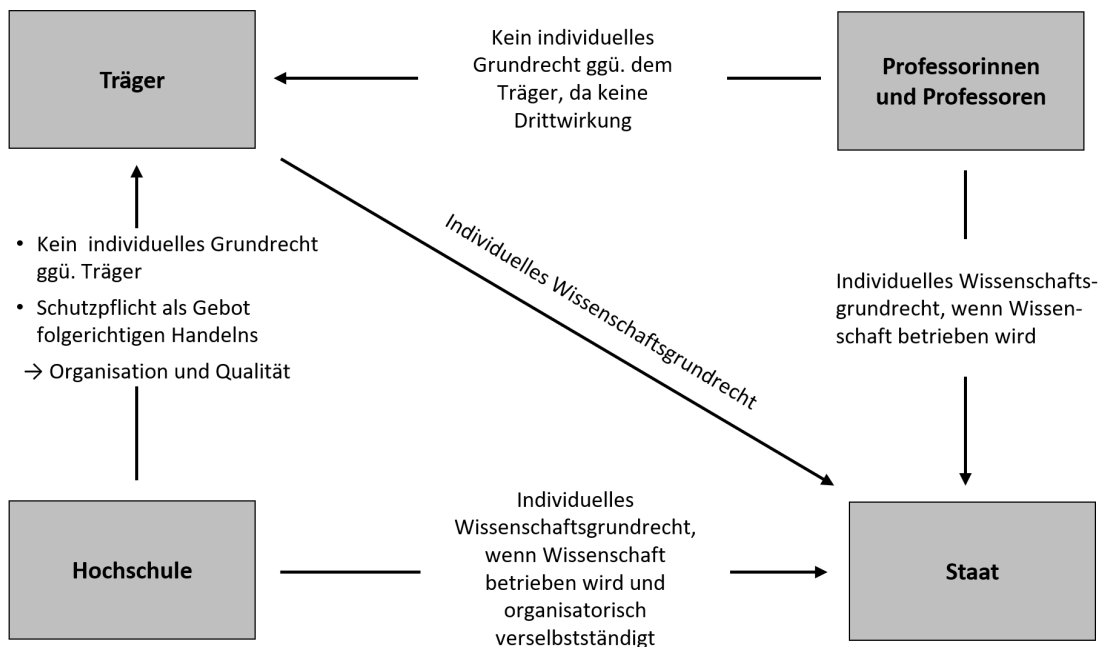 Träger
Kein individuelles
Grundrecht ggü. dem
Träger, da keine
Drittwirkung
Professorinnen
und Professoren
• Kein individuelles Grundrecht
ggü. Träger
• Schutzpflicht als Gebot
folgerichtigen Handelns
→ Organisation und Qualität
Individuelles Wissenschaftsgrundrecht
Individuelles Wissenschafts-
grundrecht, wenn Wissen-
schaft betrieben wird
Hochschule
Individuelles
Wissenschaftsgrundrecht,
wenn Wissenschaft
betrieben wird und
organisatorisch
verselbstständigt
Staat